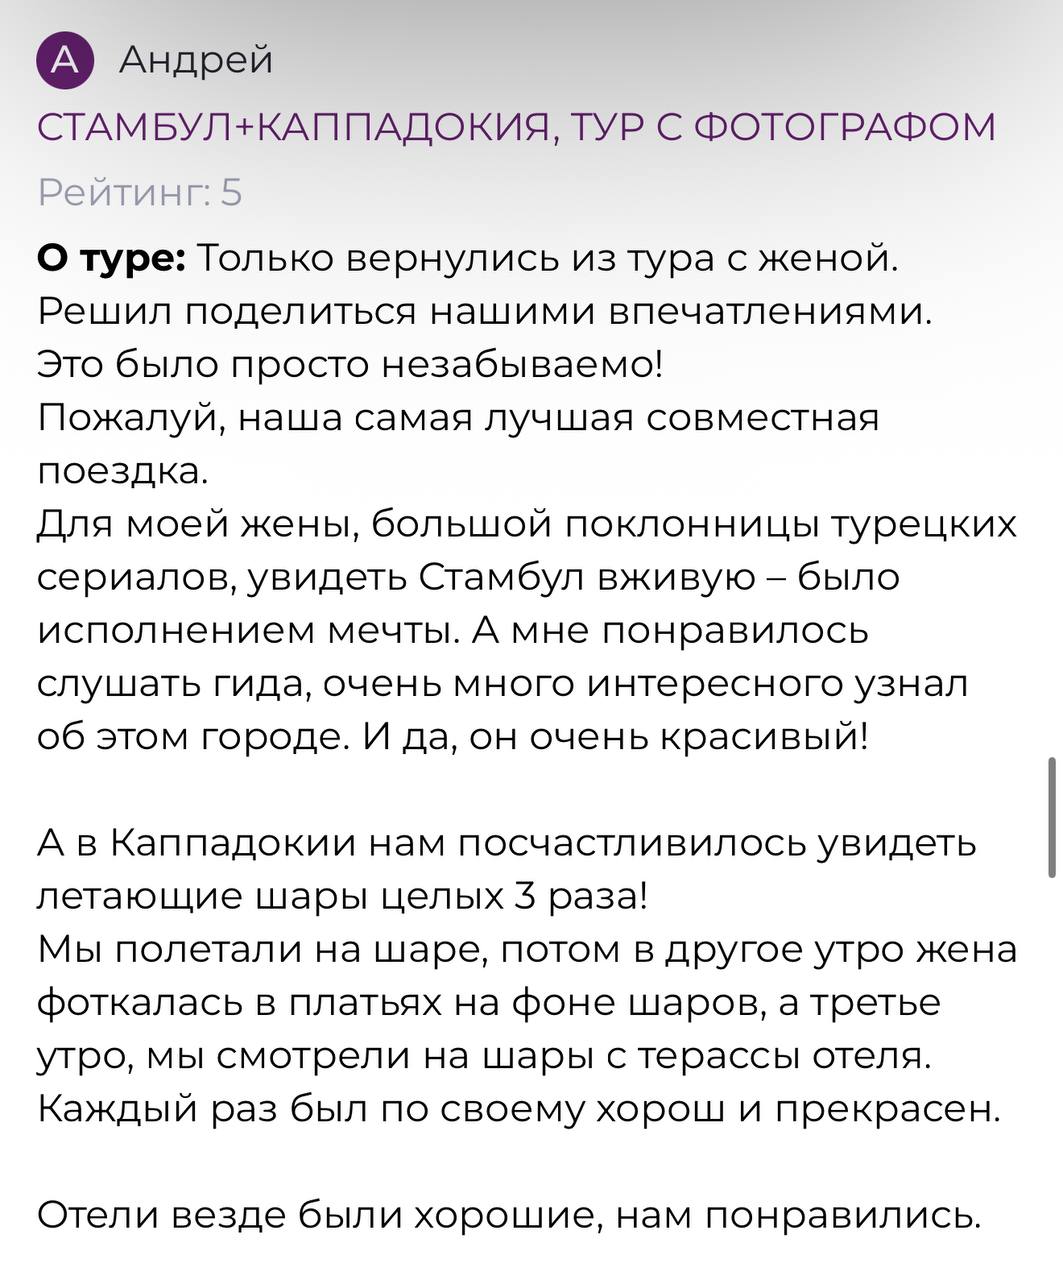 А Андрей
СТАМБУЛ+КАППАДОКИЯ, ТУР С ФОТОГРАФОМ
Рейтинг: 5
О туре: Только вернулись из тура с женой.
Решил поделиться нашими впечатлениями.
Это было просто незабываемо!
Пожалуй, наша самая лучшая совместная
поездка.
Для моей жены, большой поклонницы турецких
сериалов, увидеть Стамбул вживую – было
исполнением мечты. А мне понравилось
слушать гида, очень много интересного узнал
об этом городе. И да, он очень красивый!
А в Каппадокии нам посчастливилось увидеть
летающие шары целых 3 раза!
Мы полетали на шаре, потом в другое утро жена
фоткалась в платьях на фоне шаров, а третье
утро, мы смотрели на шары с терассы отеля.
Каждый раз был по своему хорош и прекрасен.
Отели везде были хорошие, нам понравились.